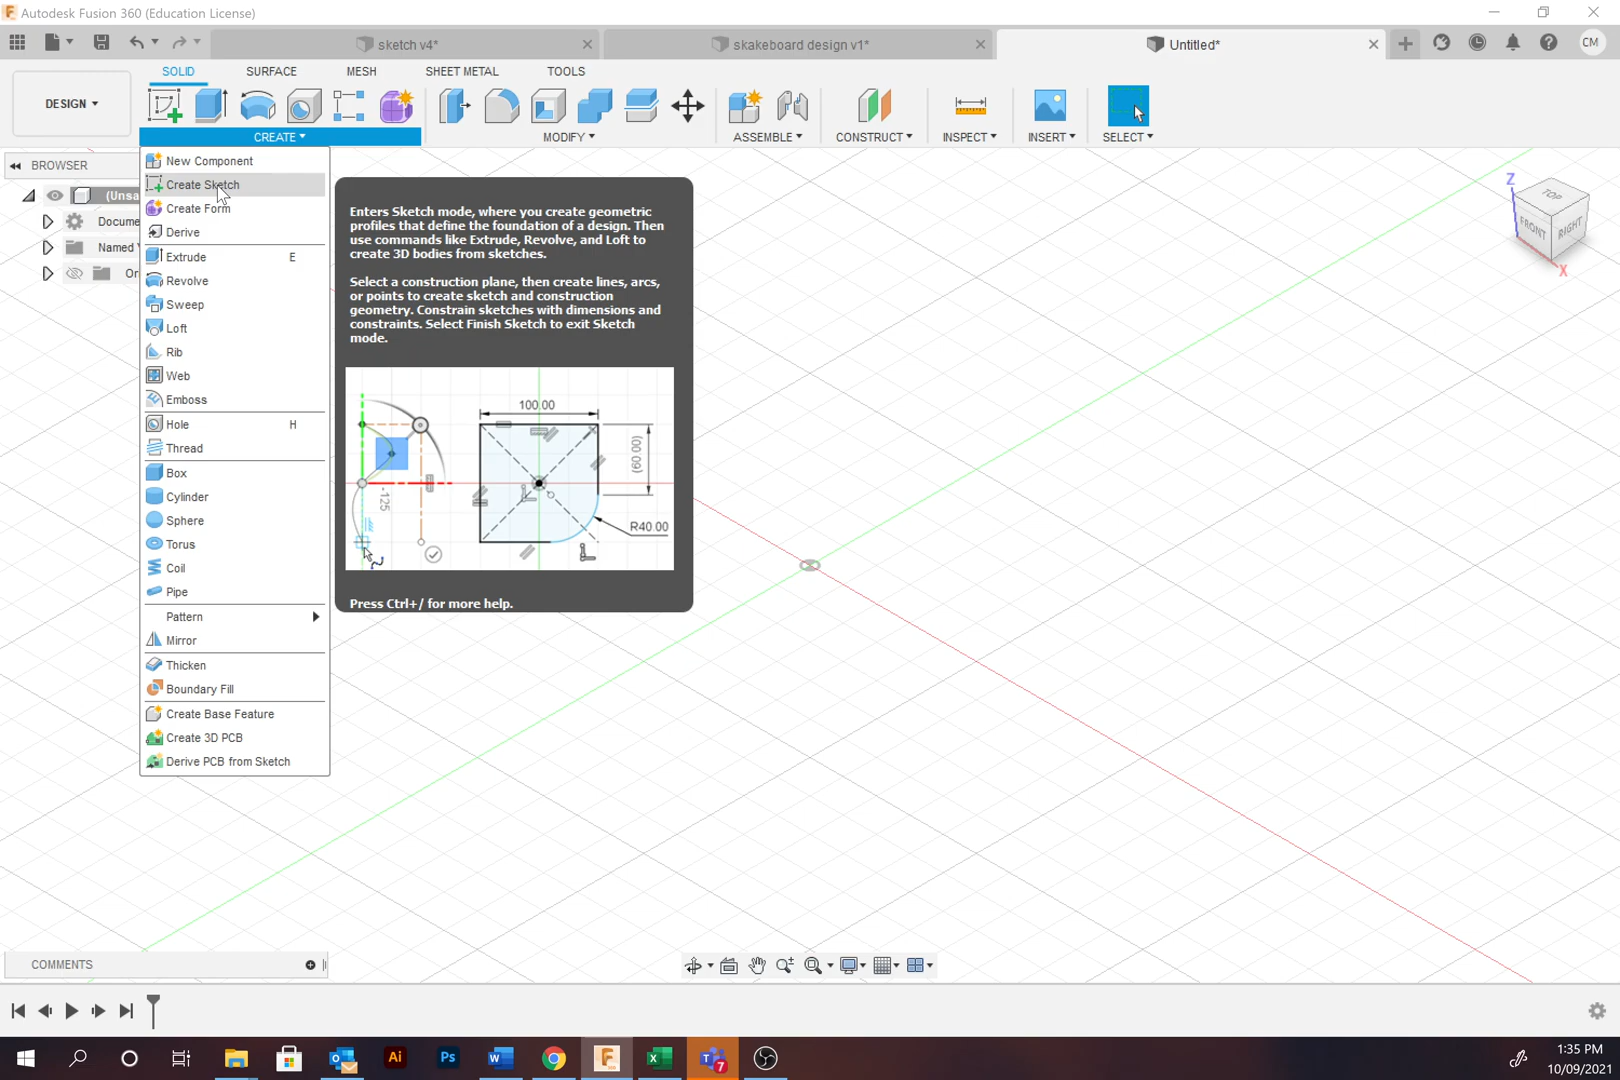 Autodesk Fusion 360 (Education License)
sketch v4*
skakeboard design v1*
Untitled*
CM
DESIGN
SOLID
SURFACE
MESH
SHEET METAL
TOOLS
CREATE
MODIFY
ASSEMBLE
CONSTRUCT
INSPECT
INSERT
SELECT
BROWSER
(Unsa
Docume
Named
Or
New Component
Create Sketch
Create Form
Derive
Extrude E
Revolve
Sweep
Loft
Rib
Web
Emboss
Hole H
Thread
Box
Cylinder
Sphere
Torus
Coil
Pipe
Pattern
Mirror
Thicken
Boundary Fill
Create Base Feature
Create 3D PCB
Derive PCB from Sketch
Enters Sketch mode, where you create geometric
profiles that define the foundation of a design. Then
use commands like Extrude, Revolve, and Loft to
create 3D bodies from sketches.
Select a construction plane, then create lines, arcs,
or points to create sketch and construction
geometry. Constrain sketches with dimensions and
constraints. Select Finish Sketch to exit Sketch
mode.
100.00
(60.00)
-125
R40.00
Press Ctrl+/ for more help.
Z
TOP
FRONT
RIGHT
X
COMMENTS
Ai
Ps
7
1:35 PM
10/09/2021